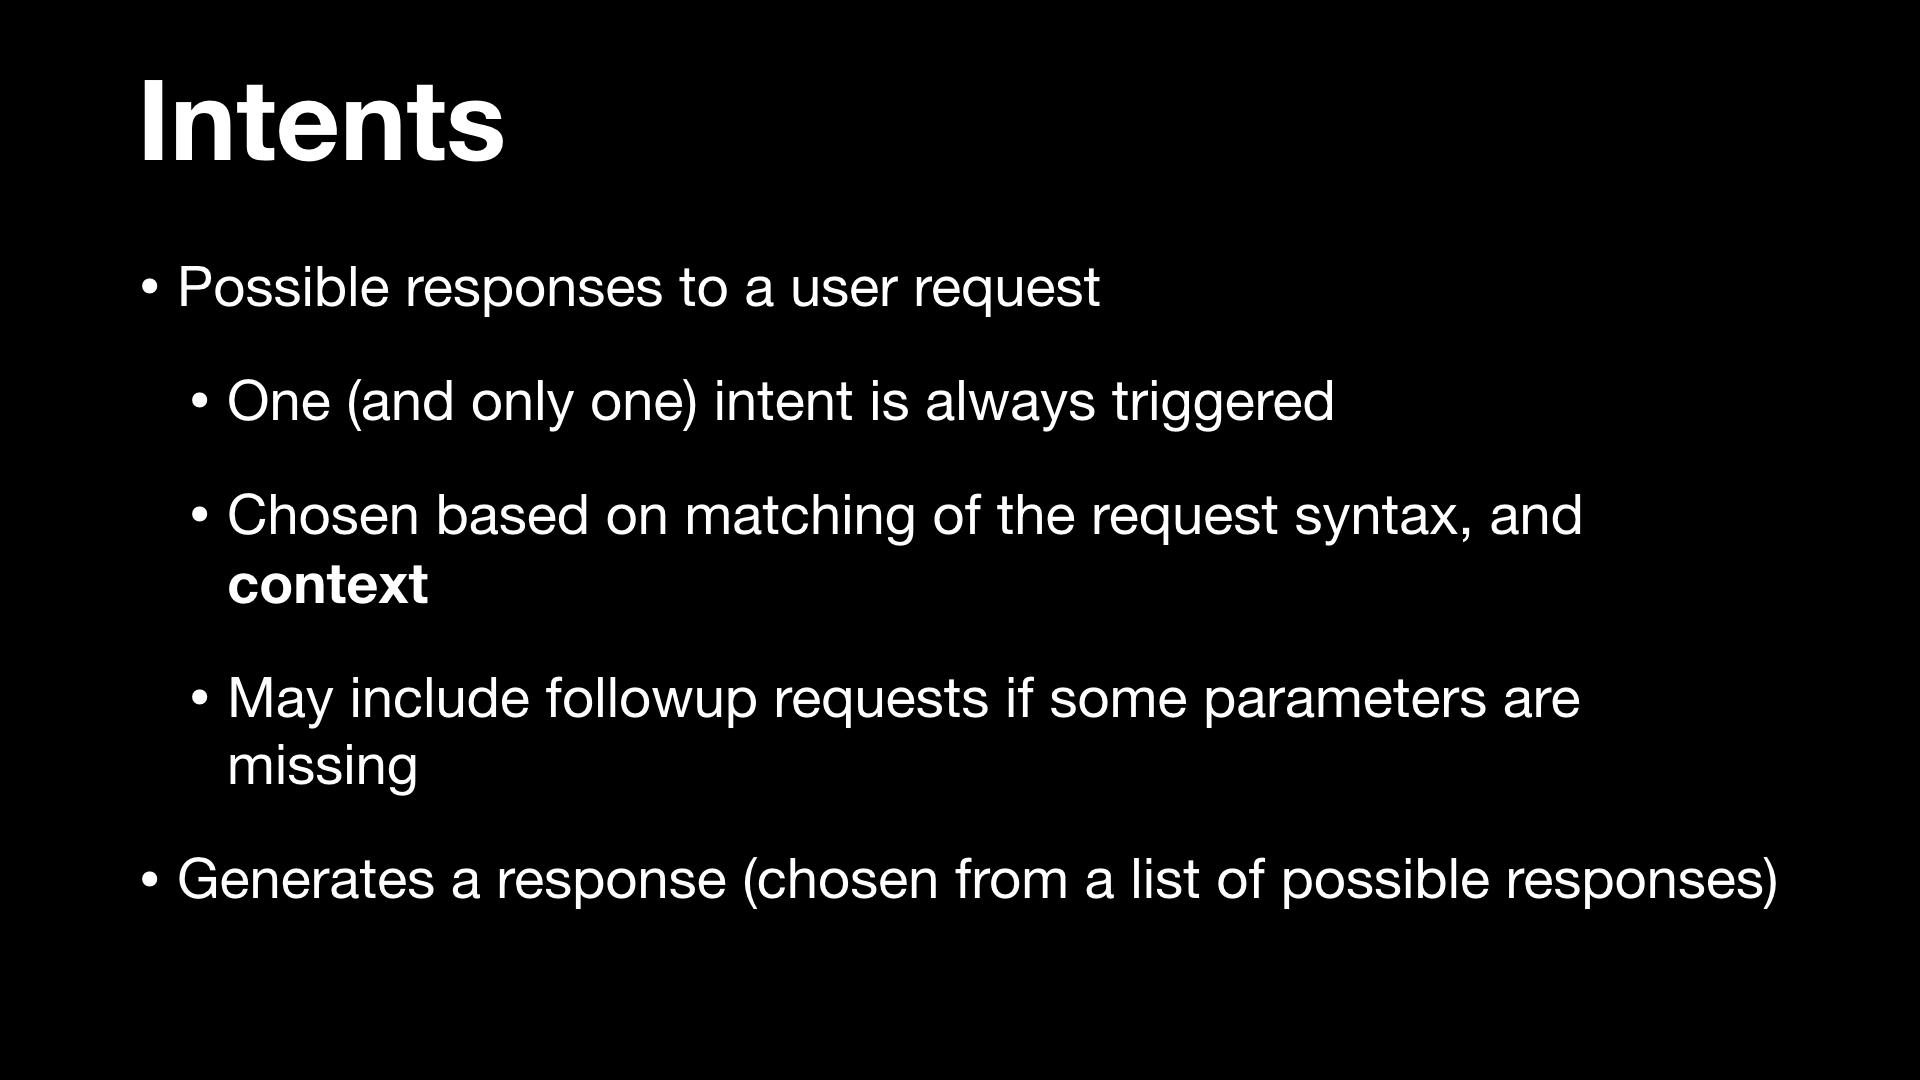 Intents
• Possible responses to a user request
• One (and only one) intent is always triggered
• Chosen based on matching of the request syntax, and
context
• May include followup requests if some parameters are
missing
• Generates a response (chosen from a list of possible responses)